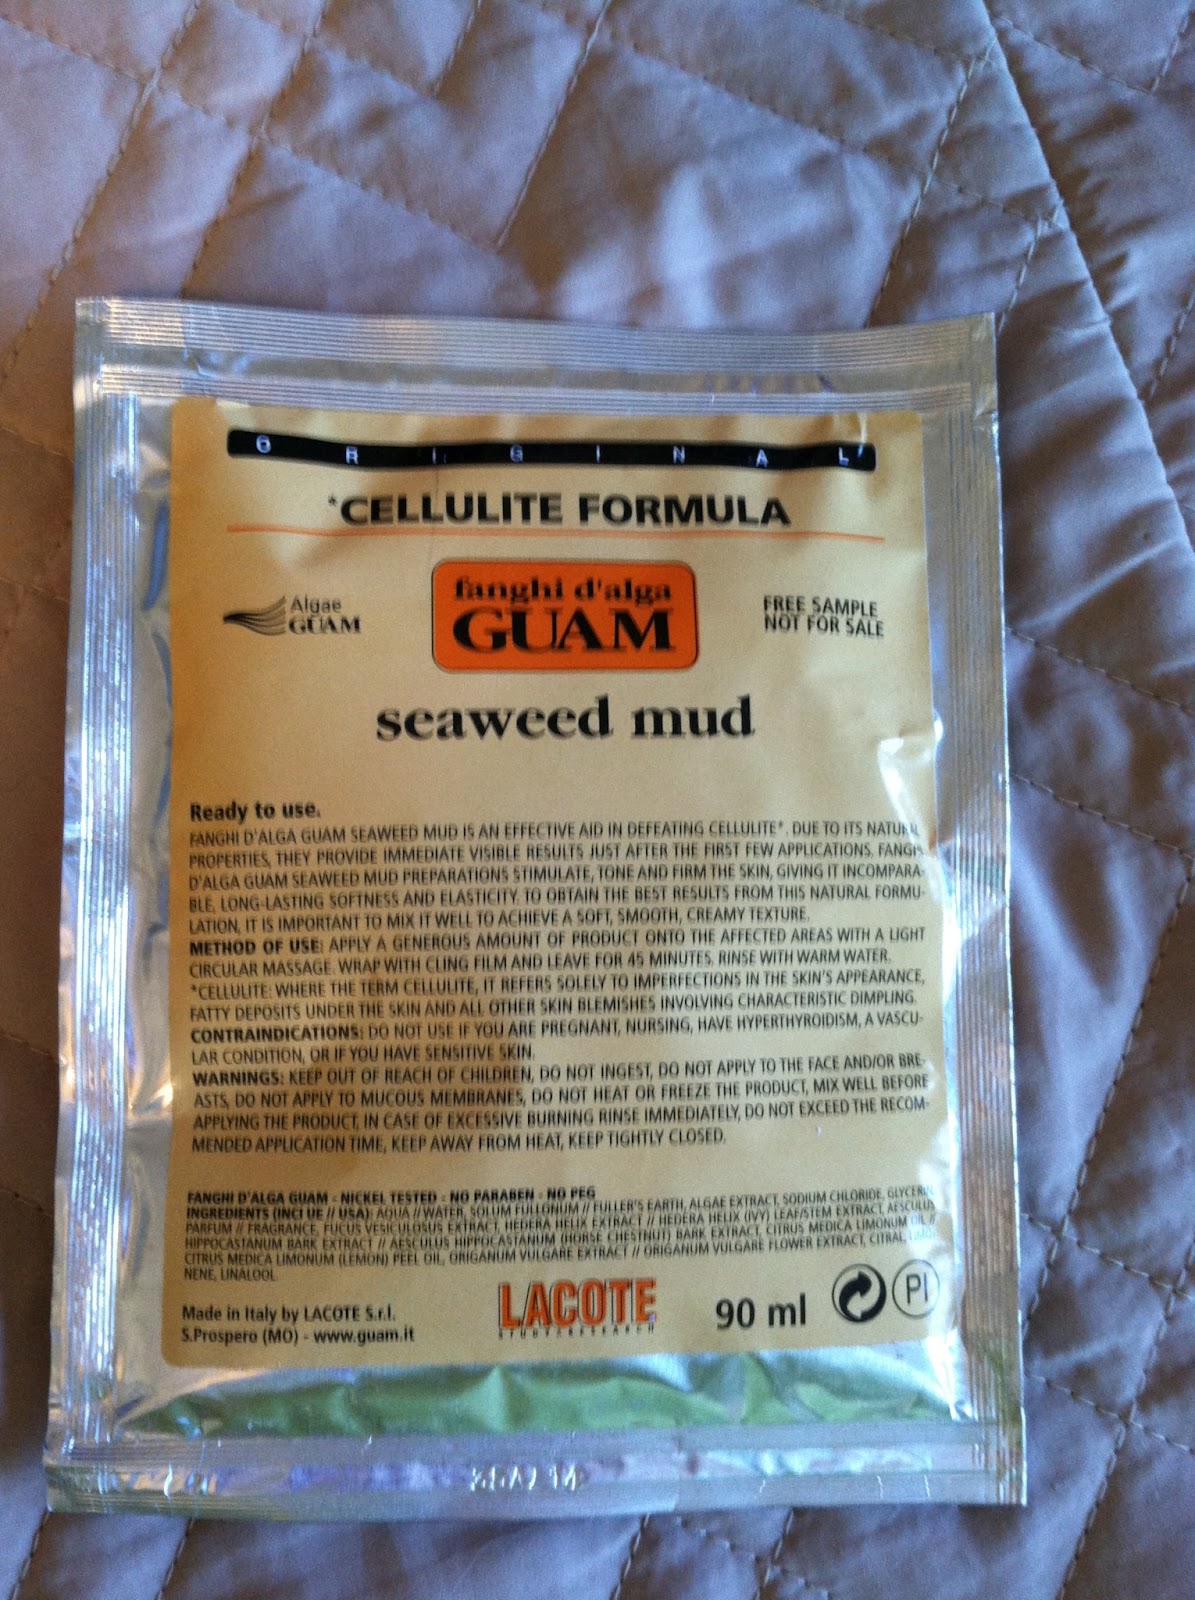 ORIGINAL
*CELLULITE FORMULA
Algae
GUAM
fanghi d'alga
GUAM
FREE SAMPLE
NOT FOR SALE
seaweed mud
Ready to use.
FANGHI D'ALGA GUAM SEAWEED MUD IS AN EFFECTIVE AID IN DEFEATING CELLULITE*. DUE TO ITS NATURAL
PROPERTIES, THEY PROVIDE IMMEDIATE VISIBLE RESULTS JUST AFTER THE FIRST FEW APPLICATIONS. FANGHI
D'ALGA GUAM SEAWEED MUD PREPARATIONS STIMULATE, TONE AND FIRM THE SKIN, GIVING IT INCOMPARA-
BLE, LONG-LASTING SOFTNESS AND ELASTICITY. TO OBTAIN THE BEST RESULTS FROM THIS NATURAL FORMU-
LATION, IT IS IMPORTANT TO MIX IT WELL TO ACHIEVE A SOFT, SMOOTH, CREAMY TEXTURE.
METHOD OF USE: APPLY A GENEROUS AMOUNT OF PRODUCT ONTO THE AFFECTED AREAS WITH A LIGHT
CIRCULAR MASSAGE. WRAP WITH CLING FILM AND LEAVE FOR 45 MINUTES. RINSE WITH WARM WATER.
*CELLULITE: WHERE THE TERM CELLULITE, IT REFERS SOLELY TO IMPERFECTIONS IN THE SKIN'S APPEARANCE,
FATTY DEPOSITS UNDER THE SKIN AND ALL OTHER SKIN BLEMISHES INVOLVING CHARACTERISTIC DIMPLING.
CONTRAINDICATIONS: DO NOT USE IF YOU ARE PREGNANT, NURSING, HAVE HYPERTHYROIDISM, A VASCU-
LAR CONDITION, OR IF YOU HAVE SENSITIVE SKIN.
WARNINGS: KEEP OUT OF REACH OF CHILDREN, DO NOT INGEST, DO NOT APPLY TO THE FACE AND/OR BRE-
ASTS, DO NOT APPLY TO MUCOUS MEMBRANES, DO NOT HEAT OR FREEZE THE PRODUCT, MIX WELL BEFORE
APPLYING THE PRODUCT, IN CASE OF EXCESSIVE BURNING RINSE IMMEDIATELY, DO NOT EXCEED THE RECOM-
MENDED APPLICATION TIME, KEEP AWAY FROM HEAT, KEEP TIGHTLY CLOSED.
FANGHI D'ALGA GUAM - NICKEL TESTED - NO PARABEN - NO PEG
INGREDIENTS (INCI UE // USA): AQUA // WATER, SOLUM FULLONUM // FULLER'S EARTH, ALGAE EXTRACT, SODIUM CHLORIDE, GLYCERIN,
PARFUM // FRAGRANCE, FUCUS VESICULOSUS EXTRACT, HEDERA HELIX EXTRACT // HEDERA HELIX (IVY) LEAF/STEM EXTRACT, AESCULUS
HIPPOCASTANUM BARK EXTRACT // AESCULUS HIPPOCASTANUM (HORSE CHESTNUT) BARK EXTRACT, CITRUS MEDICA LIMONUM OIL //
CITRUS MEDICA LIMONUM (LEMON) PEEL OIL, ORIGANUM VULGARE EXTRACT // ORIGANUM VULGARE FLOWER EXTRACT, CITRAL, LIMO-
NENE, LINALOOL.
Made in Italy by LACOTE S.r.l.
S.Prospero (MO) - www.guam.it
LACOTE
STUDY&RESEARCH
90 ml
PI